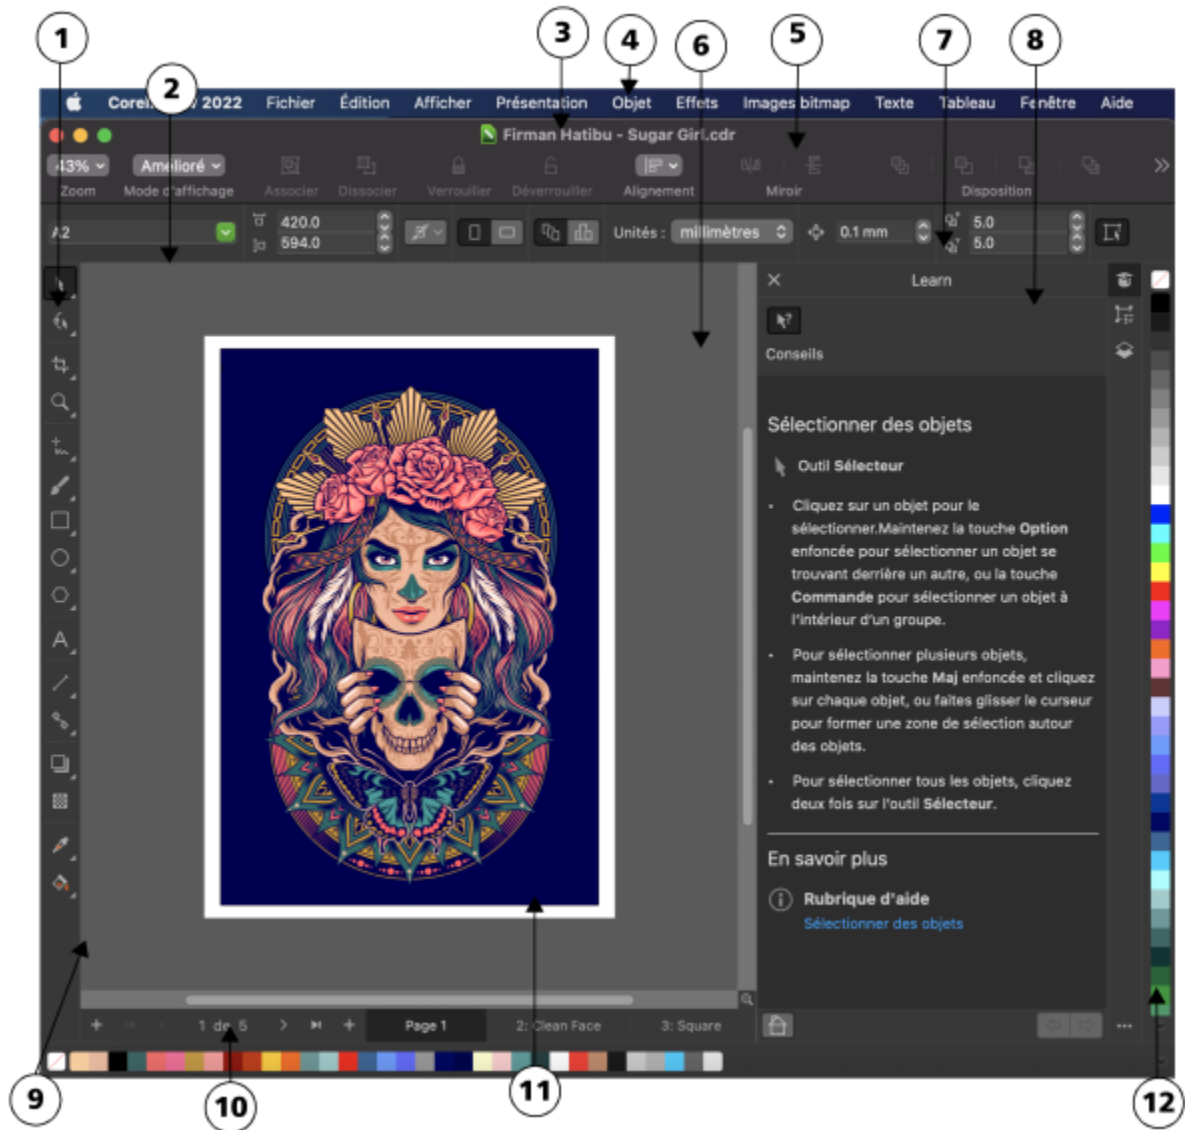 1
2
3
4
6
5
7
8
2022 Fichier Édition Afficher Présentation Objet Effets Images bitmap Texte Tableau Fenêtre Aide
Firman Hatibu - Sugar Girl.cdr
43% Amelioré
Zoom Mode d'affichage Associer Dissocier Verrouiller Déverrouiller Alignement Miroir Disposition
A2 420.0 594.0 Unités : millimètres 0.1 mm 5.0 5.0
Learn
Conseils
Sélectionner des objets
Outil Sélecteur
• Cliquez sur un objet pour le
sélectionner.Maintenez la touche Option
enfoncée pour sélectionner un objet se
trouvant derrière un autre, ou la touche
Commande pour sélectionner un objet à
l'intérieur d'un groupe.
• Pour sélectionner plusieurs objets,
maintenez la touche Maj enfoncée et cliquez
sur chaque objet, ou faites glisser le curseur
pour former une zone de sélection autour
des objets.
• Pour sélectionner tous les objets, cliquez
deux fois sur l'outil Sélecteur.
En savoir plus
Rubrique d'aide
Sélectionner des objets
1 de 5 Page 1 2: Clean Face 3: Square
9
10
11
12